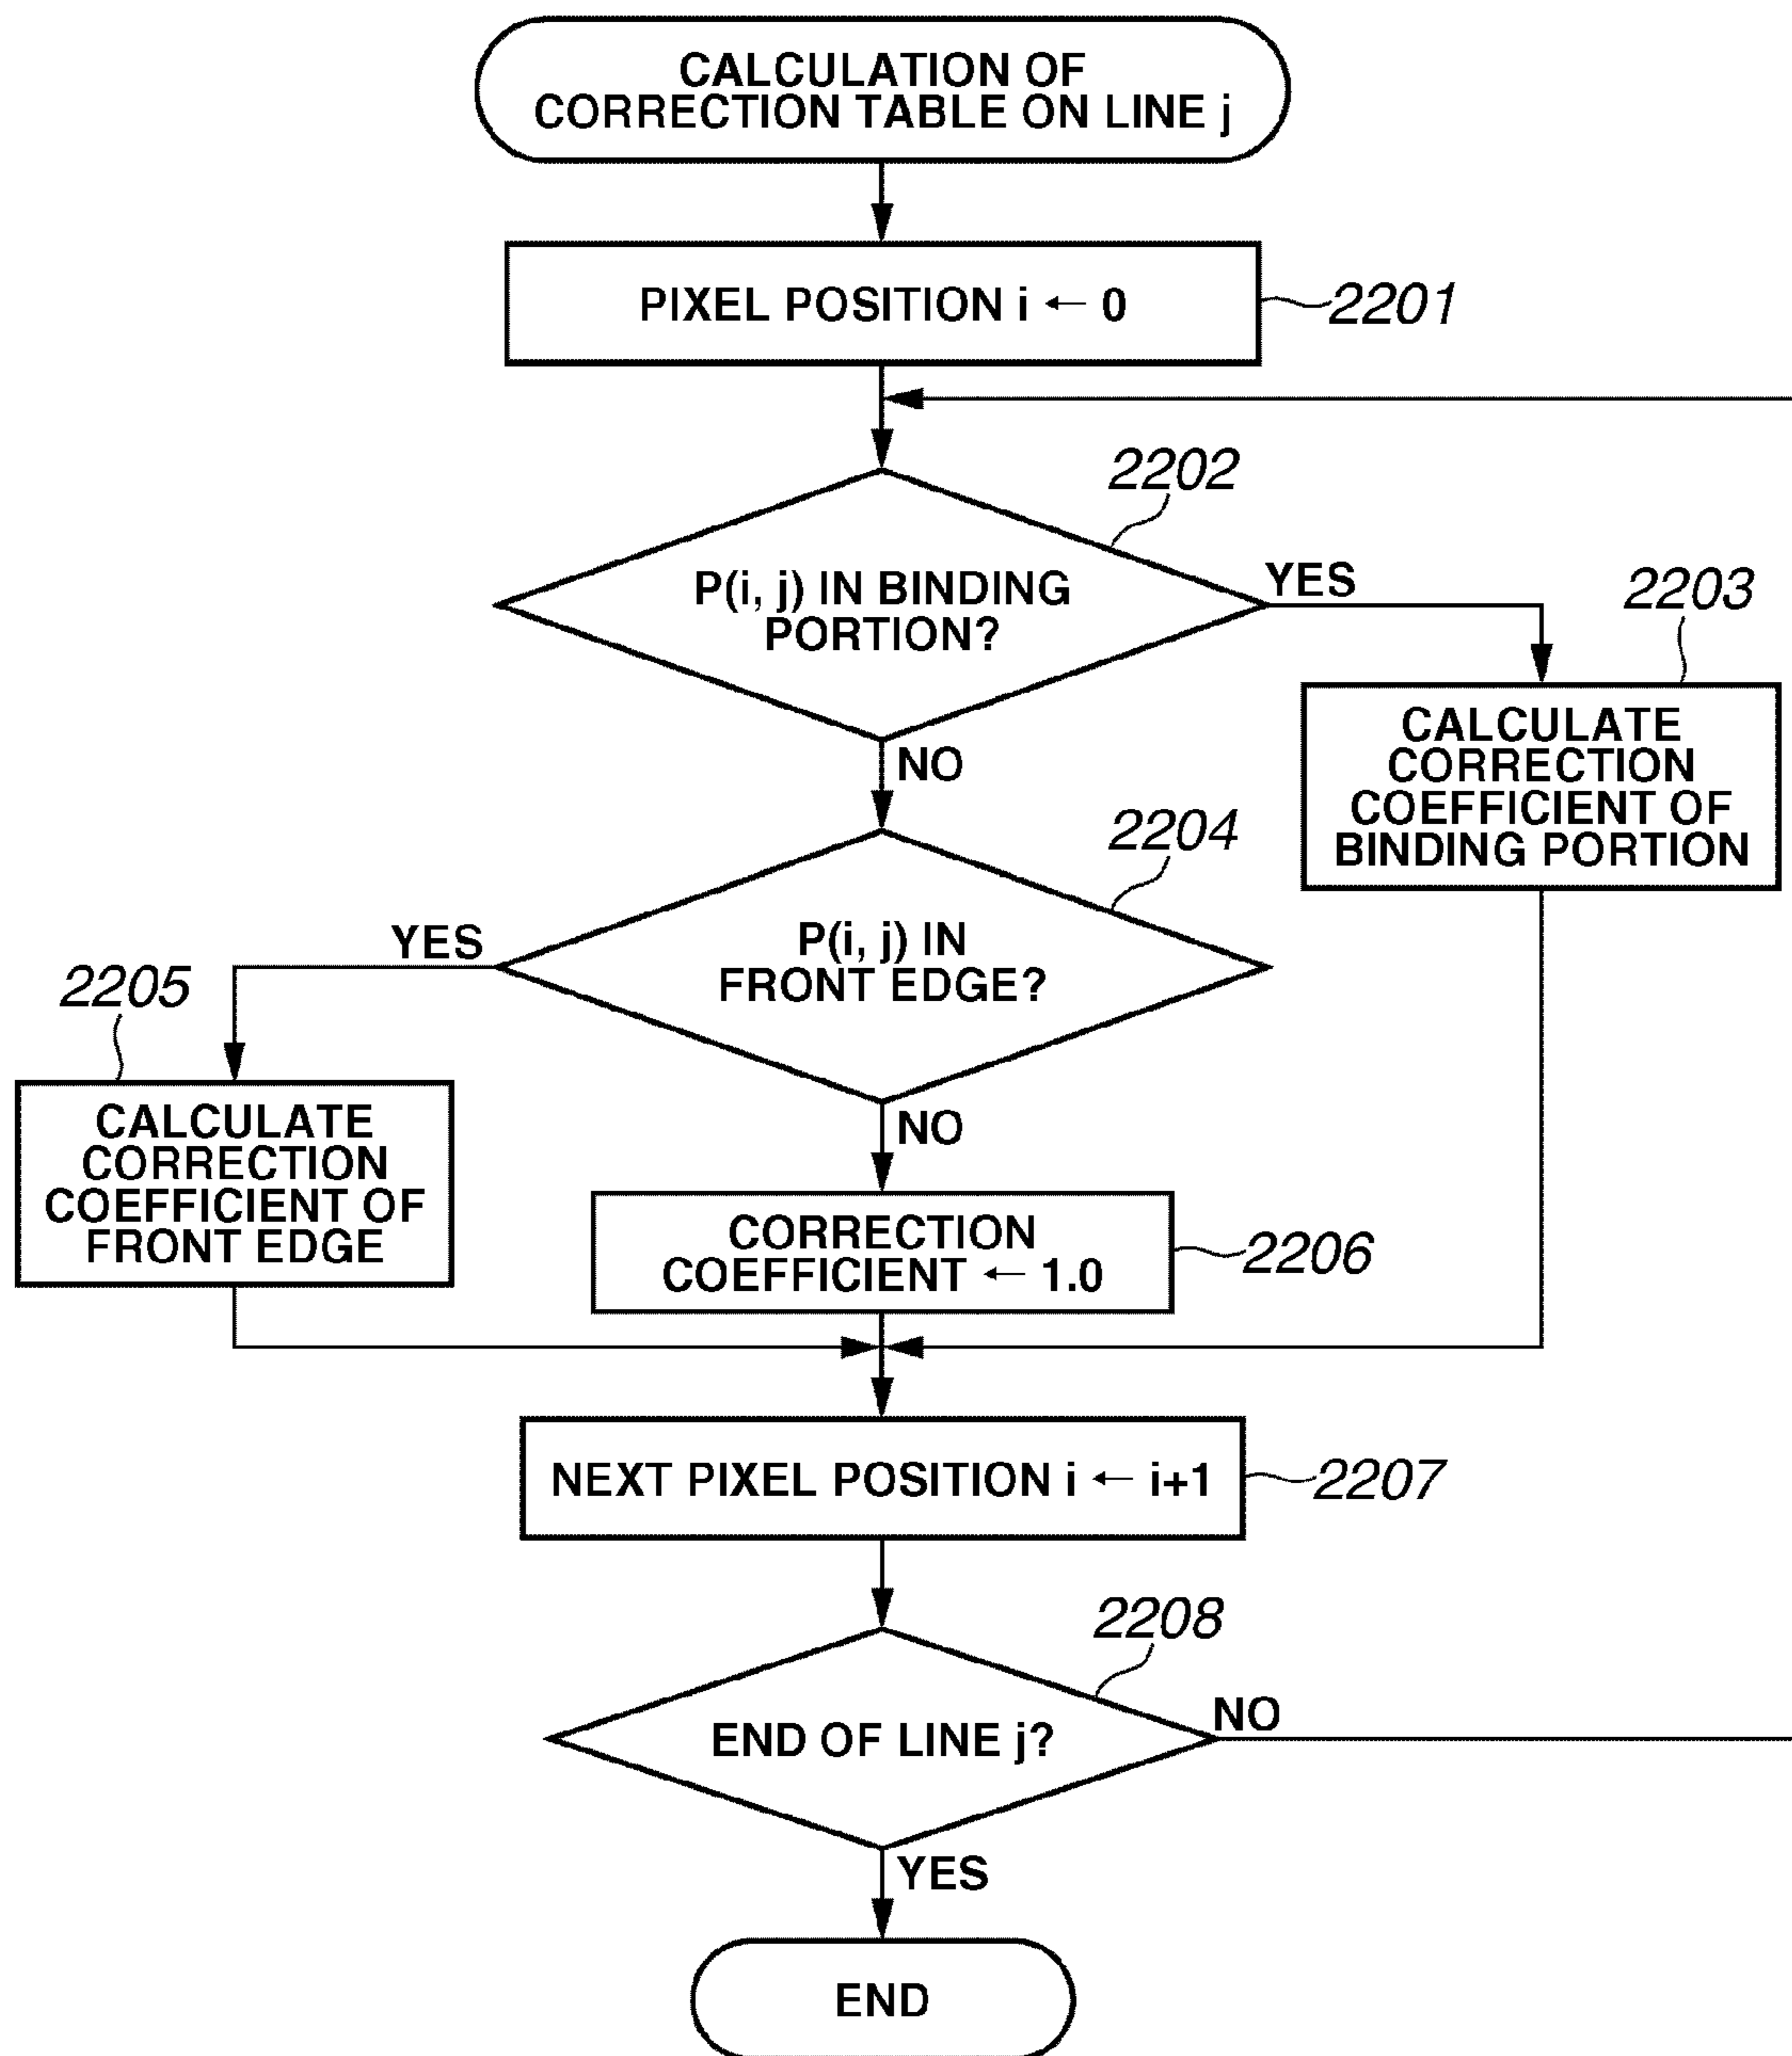 CALCULATION OF
CORRECTION TABLE ON LINE j
PIXEL POSITION i ← 0
2201
2202
P(i, j) IN BINDING
PORTION?
YES
2203
CALCULATE
CORRECTION
COEFFICIENT OF
BINDING PORTION
NO
2204
P(i, j) IN
FRONT EDGE?
YES
2205
CALCULATE
CORRECTION
COEFFICIENT OF
FRONT EDGE
NO
CORRECTION
COEFFICIENT ← 1.0
2206
NEXT PIXEL POSITION i ← i+1
2207
2208
END OF LINE j?
NO
YES
END